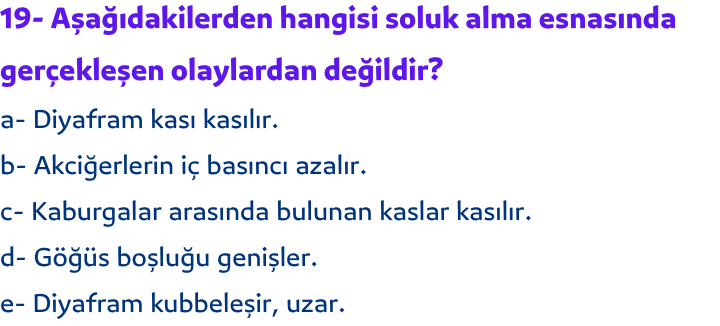 19- Aşağıdakilerden hangisi soluk alma esnasında
gerçekleşen olaylardan değildir?
a- Diyafram kası kasılır.
b- Akciğerlerin iç basıncı azalır.
c- Kaburgalar arasında bulunan kaslar kasılır.
d- Göğüs boşluğu genişler.
e- Diyafram kubbeleşir, uzar.